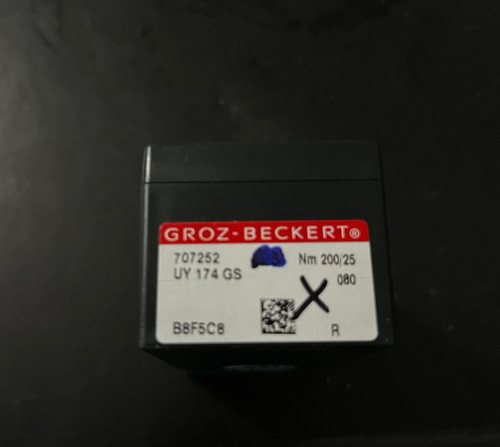 GROZ-BECKERT®
707252 Nm 200/25
UY 174 GS 080
X
B8F5C8 R